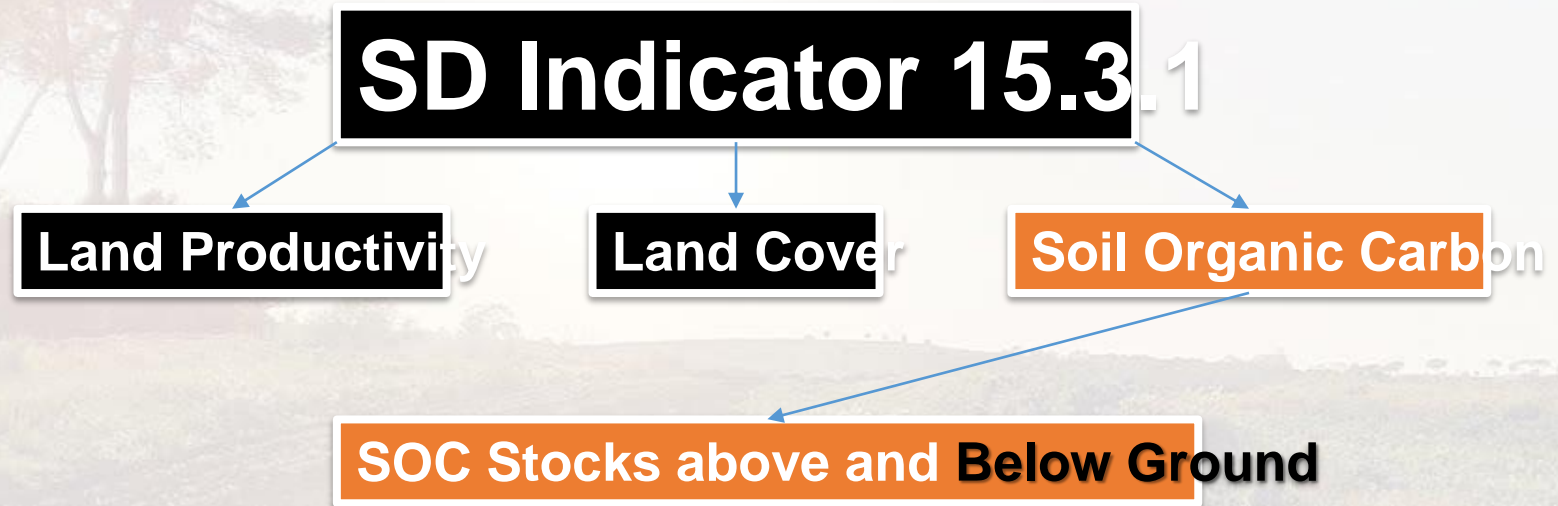 SD Indicator 15.3.1
Land Productivity
Land Cover
Soil Organic Carbon
SOC Stocks above and Below Ground